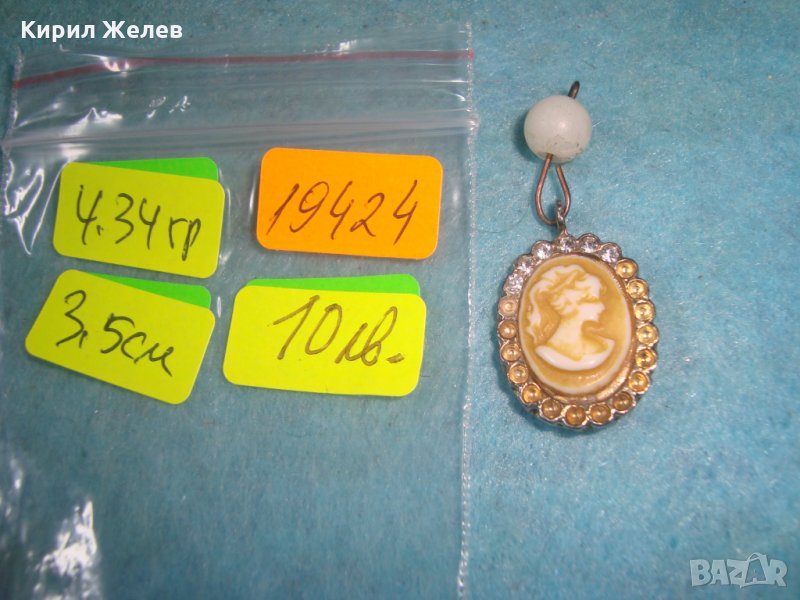 Кирил Желев
4.34гр
19424
3,5см
10лв.
BAZAR